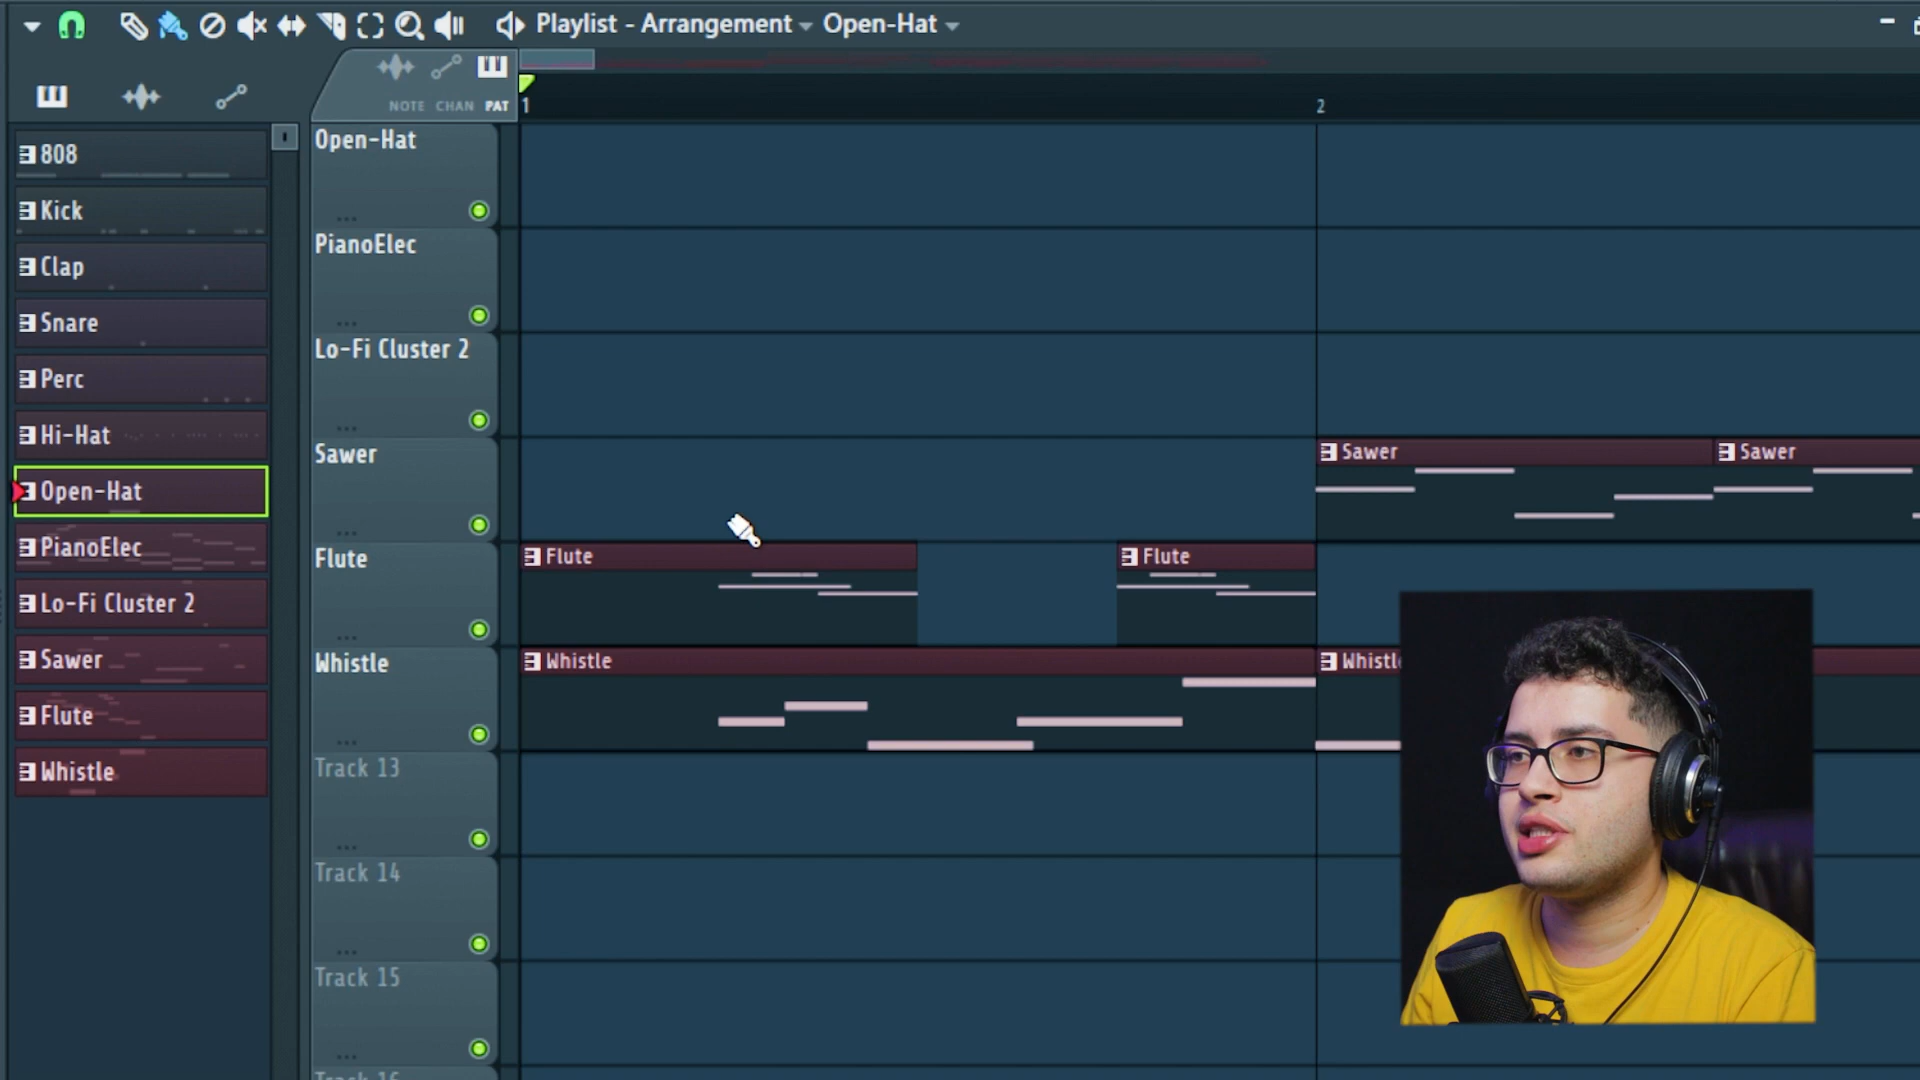 Playlist - Arrangement Open-Hat
NOTE CHAN PAT
1 2
808
Kick
Clap
Snare
Perc
Hi-Hat
Open-Hat
PianoElec
Lo-Fi Cluster 2
Sawer
Flute
Whistle
Open-Hat
PianoElec
Lo-Fi Cluster 2
Sawer
Sawer Sawer
Flute
Flute Flute
Whistle
Whistle Whistl
Track 13
Track 14
Track 15
Track 16